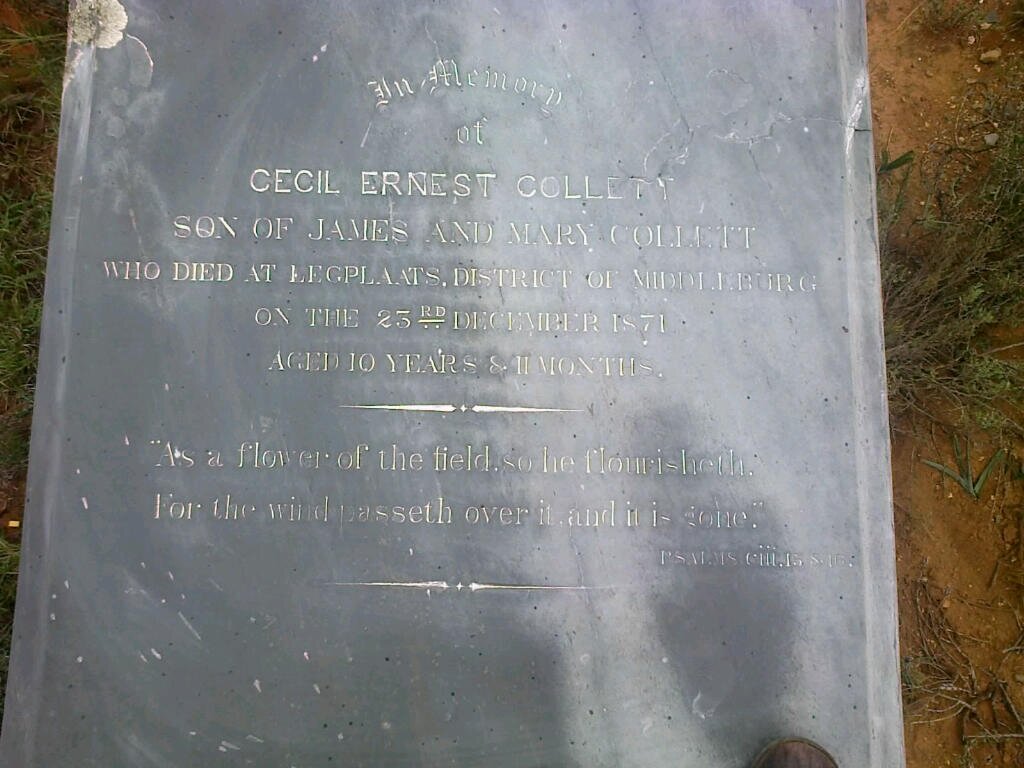 In Memory
of
CECIL ERNEST COLLETT
SON OF JAMES AND MARY COLLETT
WHO DIED AT LEGPLAATS, DISTRICT OF MIDDLEBURG
ON THE 23RD DECEMBER 1871
AGED 10 YEARS & 11 MONTHS.
"As a flower of the field, so he flourisheth.
For the wind passeth over it, and it is gone."
PSALMS. ciii. 15 & 16.